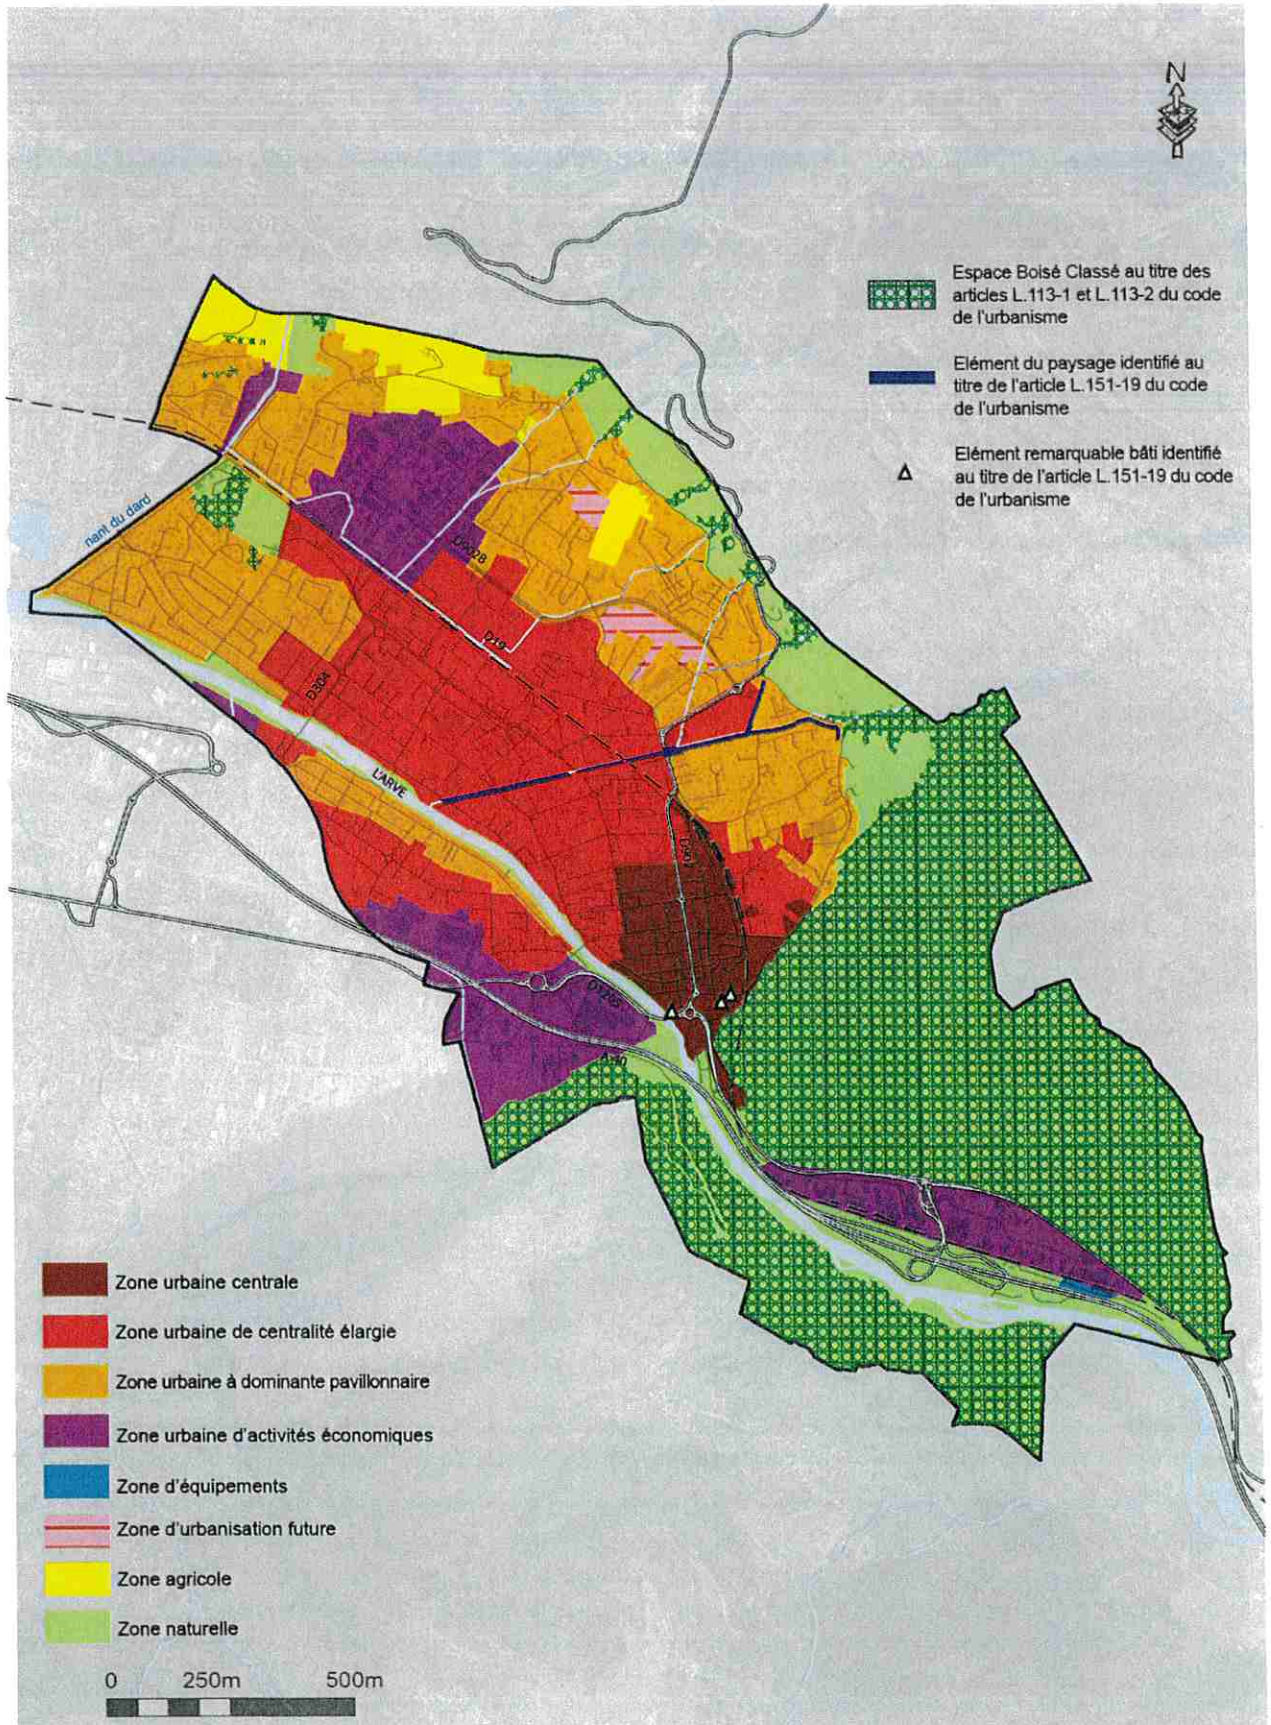 N
Espace Boisé Classé au titre des
articles L.113-1 et L.113-2 du code
de l'urbanisme
Elément du paysage identifié au
titre de l'article L.151-19 du code
de l'urbanisme
Elément remarquable bâti identifié
au titre de l'article L.151-19 du code
de l'urbanisme
nant du dard
D902B
D19
D304
L'ARVE
D1205
A 40
Zone urbaine centrale
Zone urbaine de centralité élargie
Zone urbaine à dominante pavillonnaire
Zone urbaine d'activités économiques
Zone d'équipements
Zone d'urbanisation future
Zone agricole
Zone naturelle
0 250m 500m